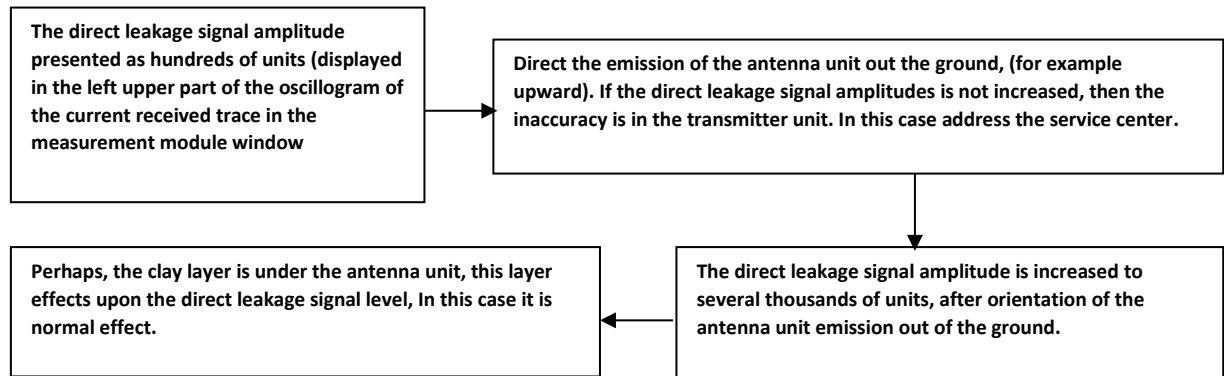 The direct leakage signal amplitude
presented as hundreds of units (displayed
in the left upper part of the oscillogram of
the current received trace in the
measurement module window
Direct the emission of the antenna unit out the ground, (for example
upward). If the direct leakage signal amplitudes is not increased, then the
inaccuracy is in the transmitter unit. In this case address the service center.
The direct leakage signal amplitude is increased to
several thousands of units, after orientation of the
antenna unit emission out of the ground.
Perhaps, the clay layer is under the antenna unit, this layer
effects upon the direct leakage signal level, In this case it is
normal effect.